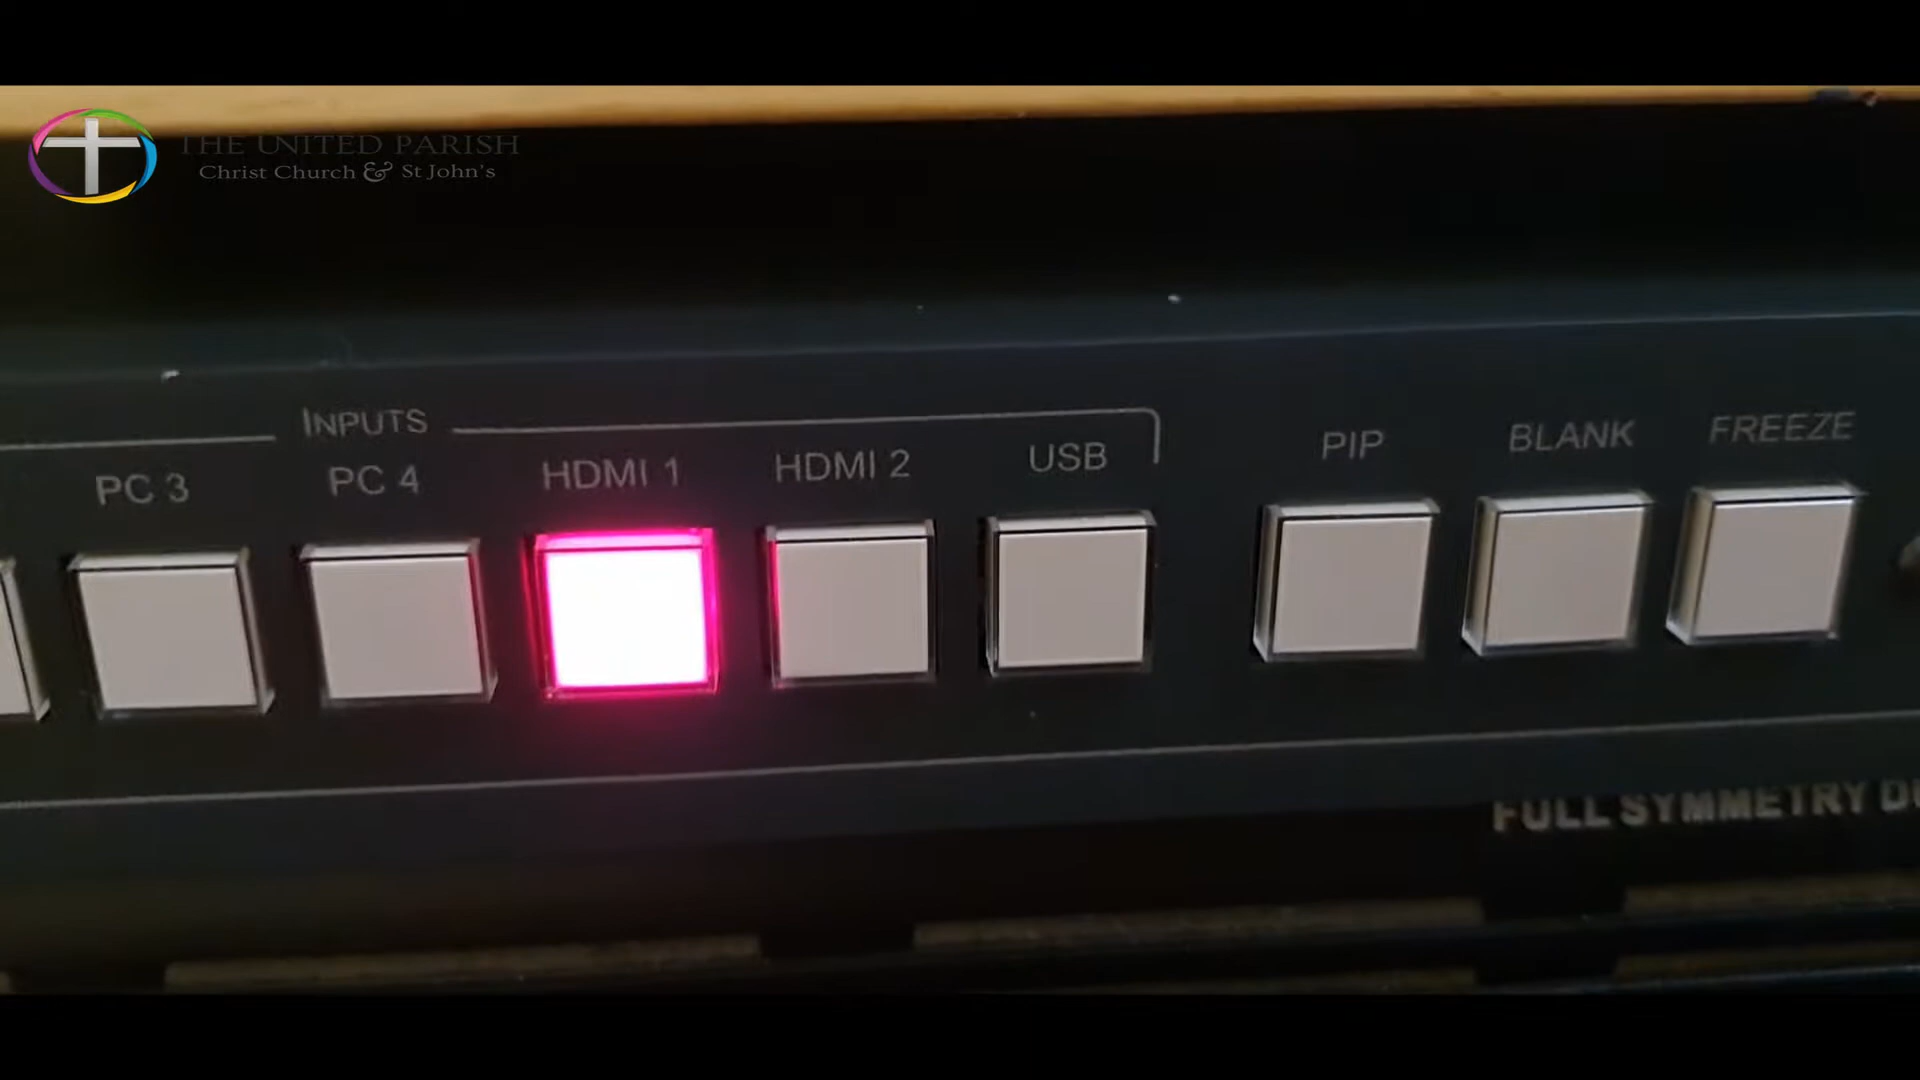 THE UNITED PARISH
Christ Church & St John's
INPUTS
PC 3
PC 4
HDMI 1
HDMI 2
USB
PIP
BLANK
FREEZE
FULL SYMMETRY